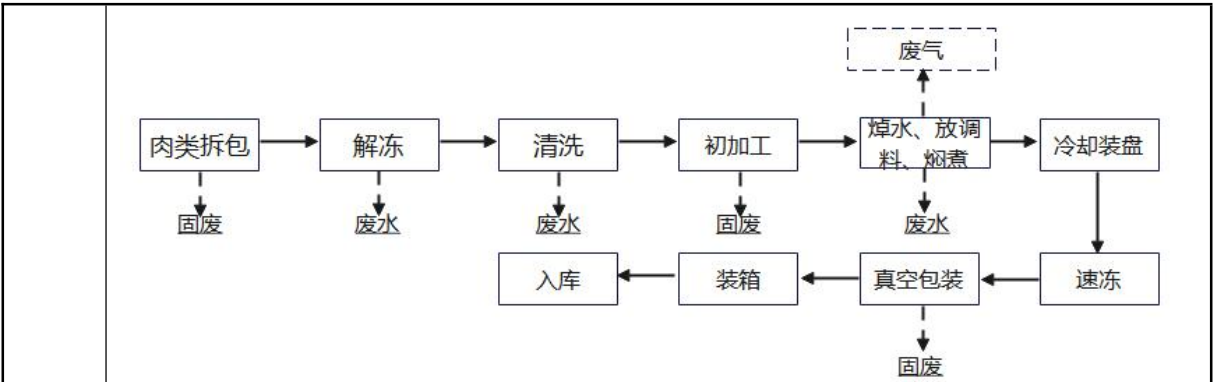 废气
肉类拆包
解冻
清洗
初加工
焯水、放调
料、焖煮
冷却装盘
固废
废水
废水
固废
废水
入库
装箱
真空包装
速冻
固废